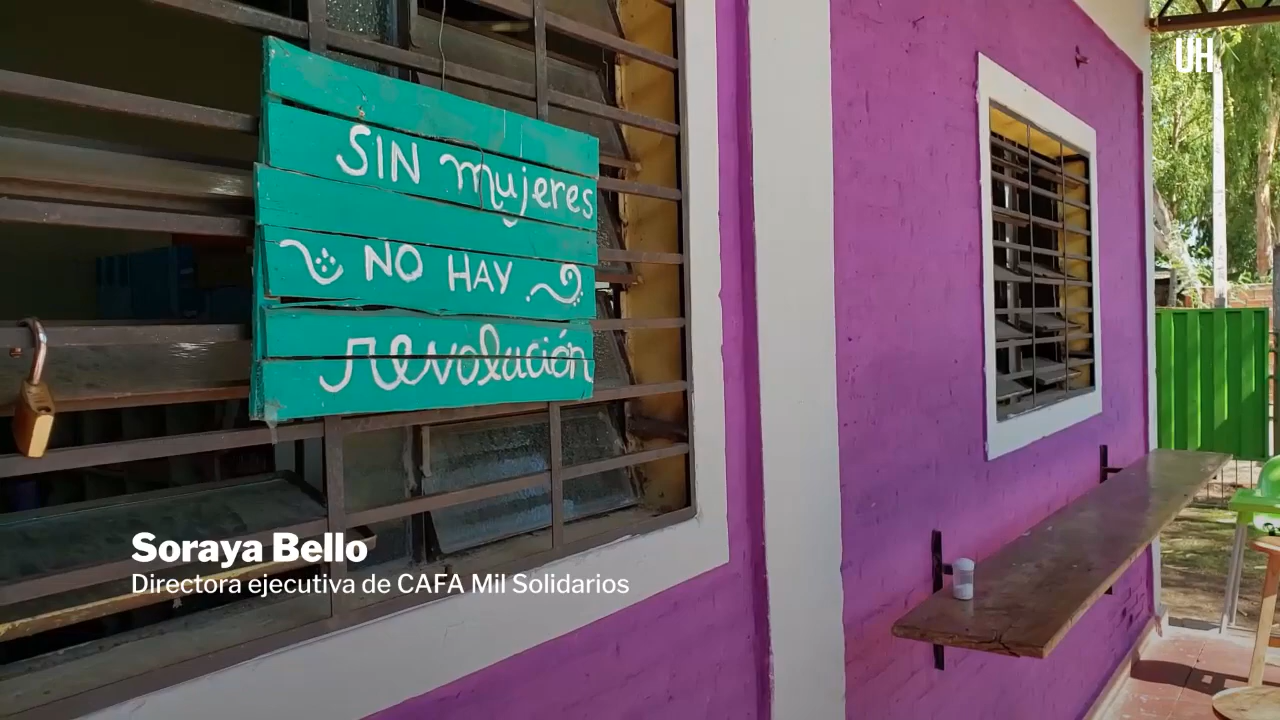 UH
SIN mujeres
NO HAY
revolución
Soraya Bello
Directora ejecutiva de CAFA Mil Solidarios